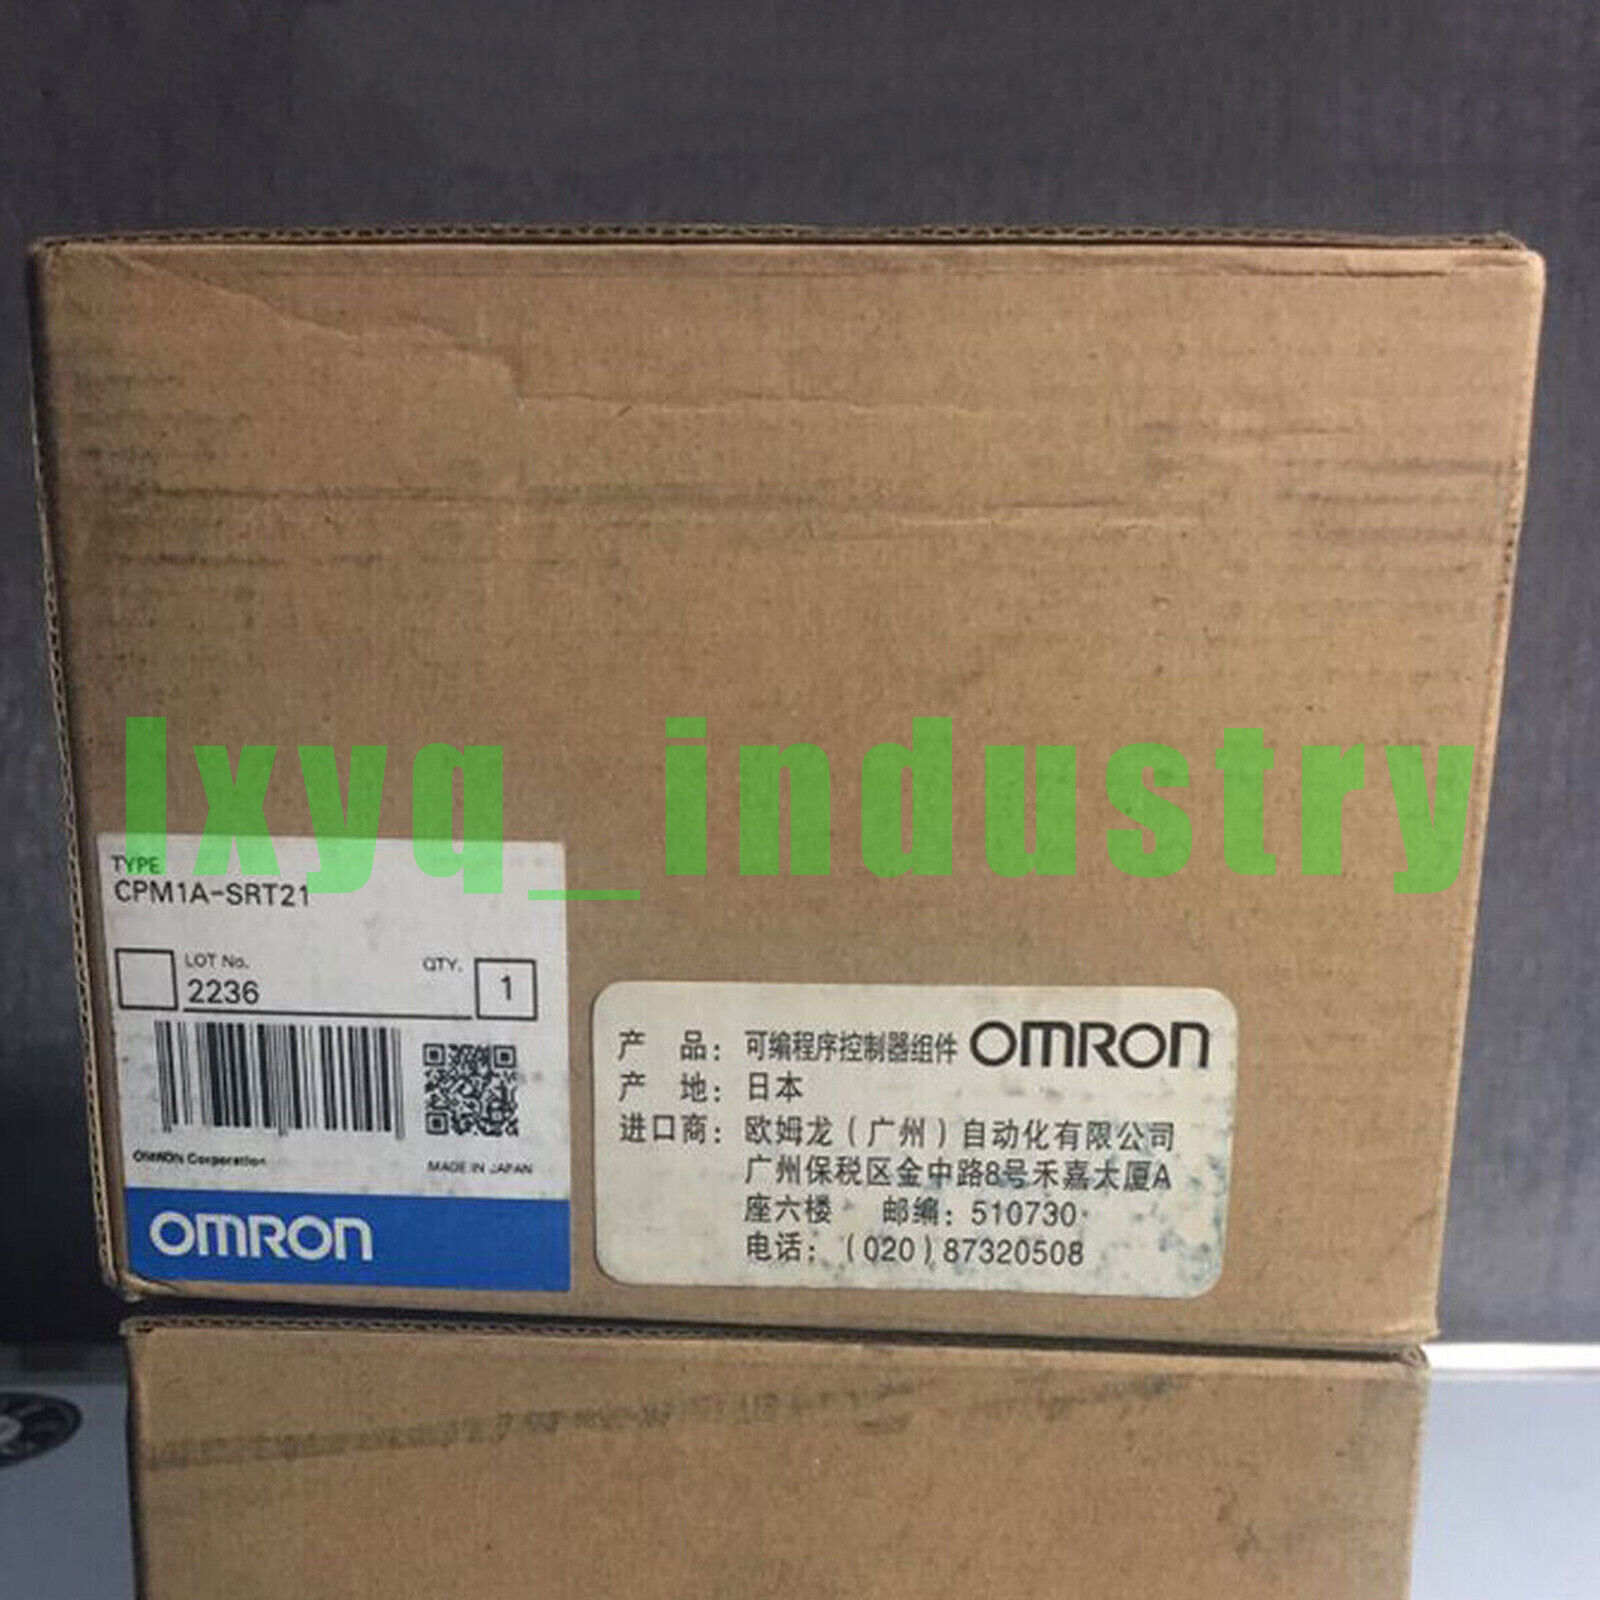 lxyq_industry
TYPE
CPM1A-SRT21
LOT No.
2236
QTY.
1
OMRON Corporation
MADE IN JAPAN
OMRON
产 品：可编程序控制器组件 OMRON
产 地：日本
进口商：欧姆龙（广州）自动化有限公司
广州保税区金中路8号禾嘉大厦A
座六楼 邮编：510730
电话：（020）87320508